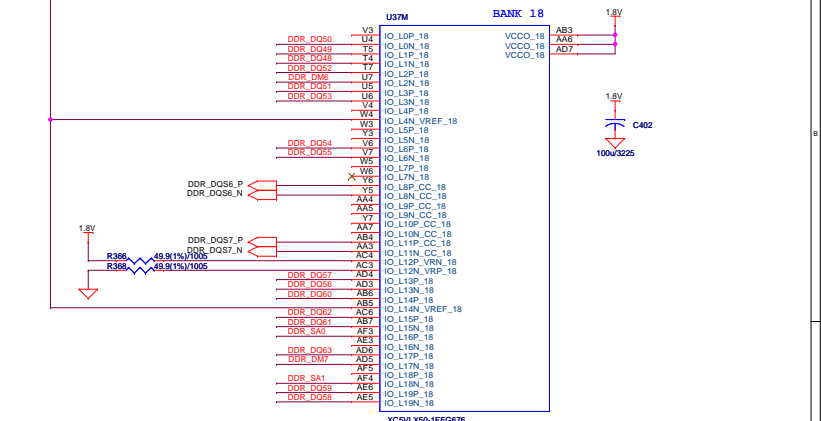 U37M BANK 18 1.8V
V3 IO_L0P_18 VCCO_18 AB3
DDR_DQ50 U4 IO_L0N_18 VCCO_18 AA6
DDR_DQ49 T5 IO_L1P_18 VCCO_18 AD7
DDR_DQ48 T4 IO_L1N_18
DDR_DQ52 T7 IO_L2P_18
DDR_DM6 U7 IO_L2N_18
DDR_DQ51 U5 IO_L3P_18
DDR_DQ53 U6 IO_L3N_18 1.8V
V4 IO_L4P_18
W4 IO_L4N_VREF_18
W3 IO_L5P_18 C402
Y3 IO_L5N_18
DDR_DQ54 V6 IO_L6P_18
DDR_DQ55 V7 IO_L6N_18 100u/3225
W5 IO_L7P_18
W6 IO_L7N_18
DDR_DQS6_P Y6 IO_L8P_CC_18
DDR_DQS6_N Y5 IO_L8N_CC_18
AA4 IO_L9P_CC_18
AA5 IO_L9N_CC_18
Y7 IO_L10P_CC_18
1.8V AA7 IO_L10N_CC_18
DDR_DQS7_P AB4 IO_L11P_CC_18
DDR_DQS7_N AA3 IO_L11N_CC_18
R366 49.9(1%)/1005 AC4 IO_L12P_VRN_18
R368 49.9(1%)/1005 AC3 IO_L12N_VRP_18
DDR_DQ57 AD4 IO_L13P_18
DDR_DQ56 AD3 IO_L13N_18
DDR_DQ60 AB6 IO_L14P_18
AB5 IO_L14N_VREF_18
DDR_DQ62 AC6 IO_L15P_18
DDR_DQ61 AB7 IO_L15N_18
DDR_SA0 AF3 IO_L16P_18
AE3 IO_L16N_18
DDR_DQ63 AD6 IO_L17P_18
DDR_DM7 AD5 IO_L17N_18
AF5 IO_L18P_18
DDR_SA1 AF4 IO_L18N_18
DDR_DQ59 AE6 IO_L19P_18
DDR_DQ58 AE5 IO_L19N_18
XC5VLX50-1FFG676
B